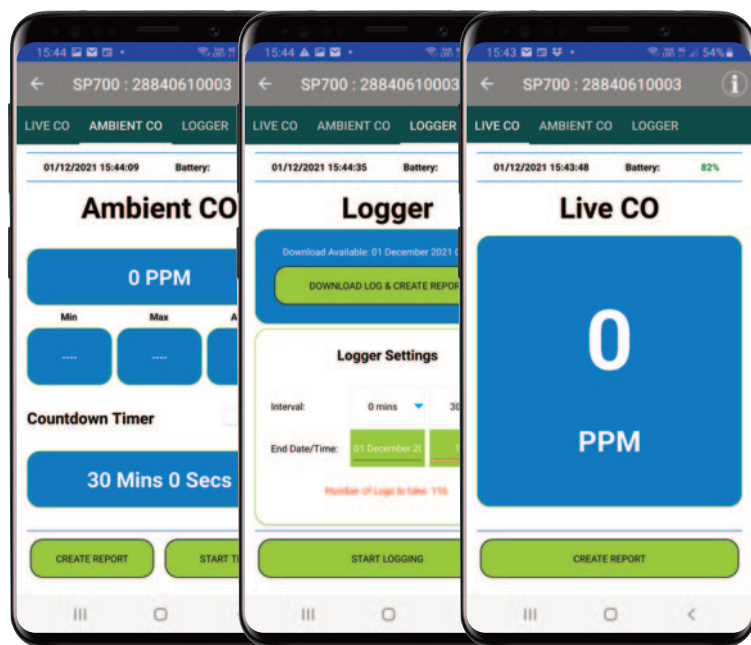 15:44
SP700 : 28840610003
LIVE CO AMBIENT CO LOGGER
01/12/2021 15:44:09 Battery:
Ambient CO
0 PPM
Min Max A
---- ----
Countdown Timer
30 Mins 0 Secs
CREATE REPORT START TI
15:44
SP700 : 28840610003
LIVE CO AMBIENT CO LOGGER
01/12/2021 15:44:35 Battery:
Logger
Download Available: 01 December 2021 0
DOWNLOAD LOG & CREATE REPOR
Logger Settings
Interval: 0 mins 30
End Date/Time: 01 December 20 1
Number of Logs to take: 116
START LOGGING
15:43 54%
SP700 : 28840610003
LIVE CO AMBIENT CO LOGGER
01/12/2021 15:43:48 Battery: 82%
Live CO
0
PPM
CREATE REPORT